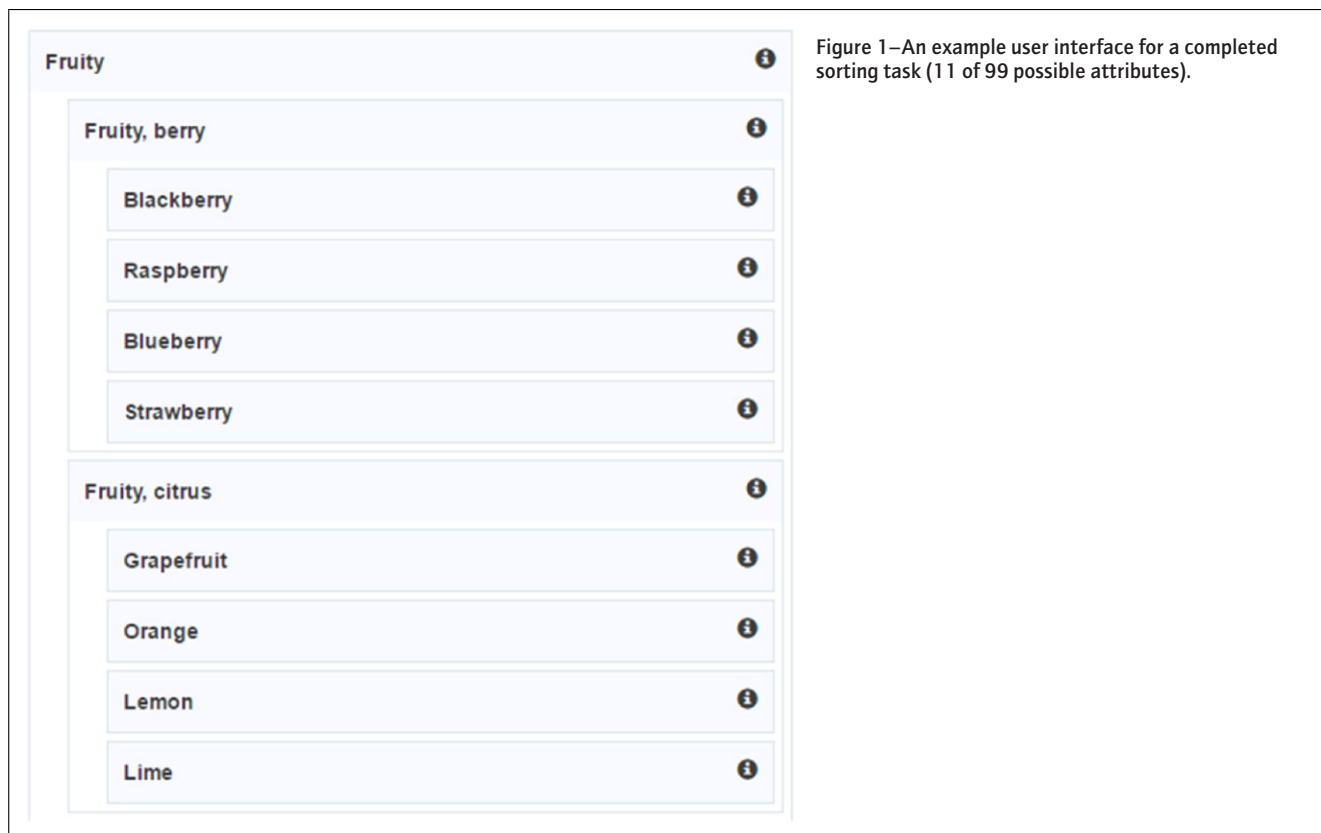 Fruity
Fruity, berry
Blackberry
Raspberry
Blueberry
Strawberry
Fruity, citrus
Grapefruit
Orange
Lemon
Lime
Figure 1–An example user interface for a completed
sorting task (11 of 99 possible attributes).